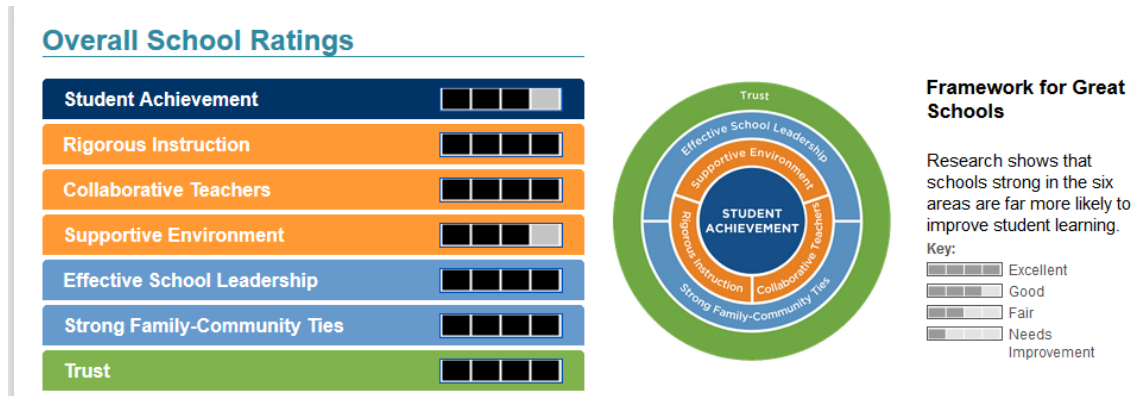 Overall School Ratings
Student Achievement
Rigorous Instruction
Collaborative Teachers
Supportive Environment
Effective School Leadership
Strong Family-Community Ties
Trust
Trust
Effective School Leadership
Supportive Environment
STUDENT
ACHIEVEMENT
Rigorous Instruction
Collaborative Teachers
Strong Family-Community Ties
Framework for Great
Schools
Research shows that
schools strong in the six
areas are far more likely to
improve student learning.
Key:
Excellent
Good
Fair
Needs
Improvement